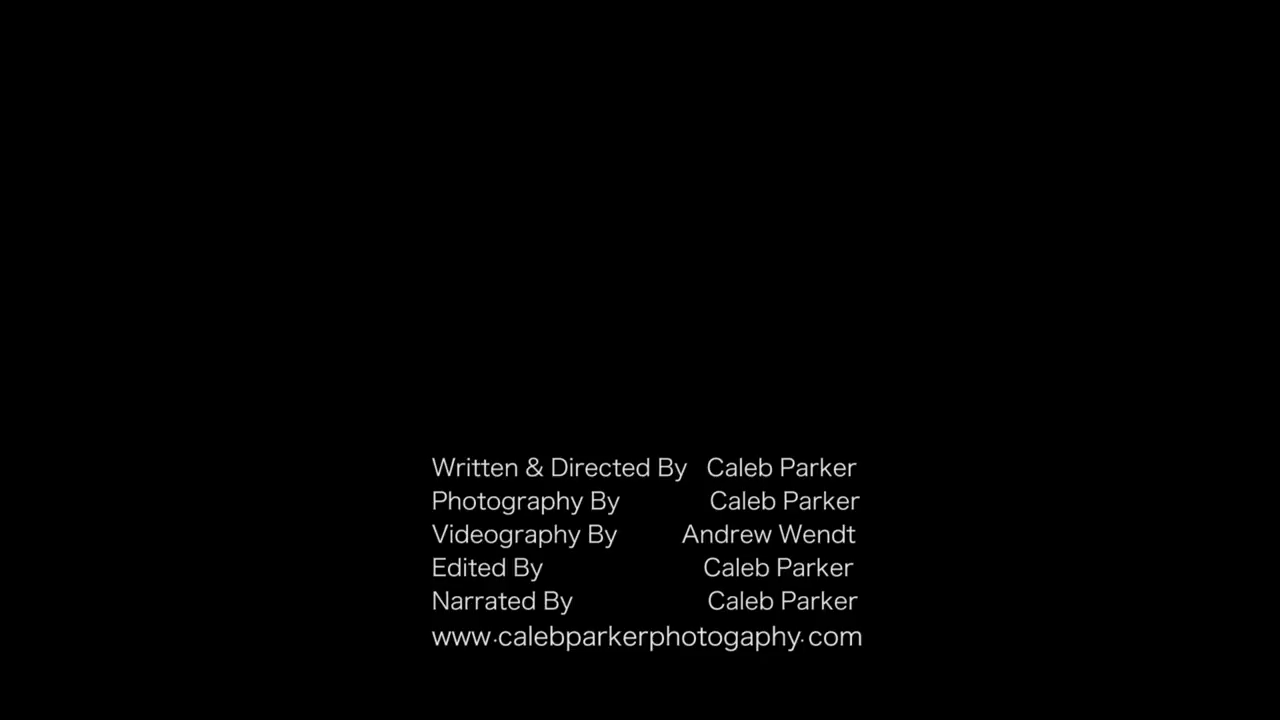 Written & Directed By Caleb Parker
Photography By Caleb Parker
Videography By Andrew Wendt
Edited By Caleb Parker
Narrated By Caleb Parker
www.calebparkerphotogaphy.com